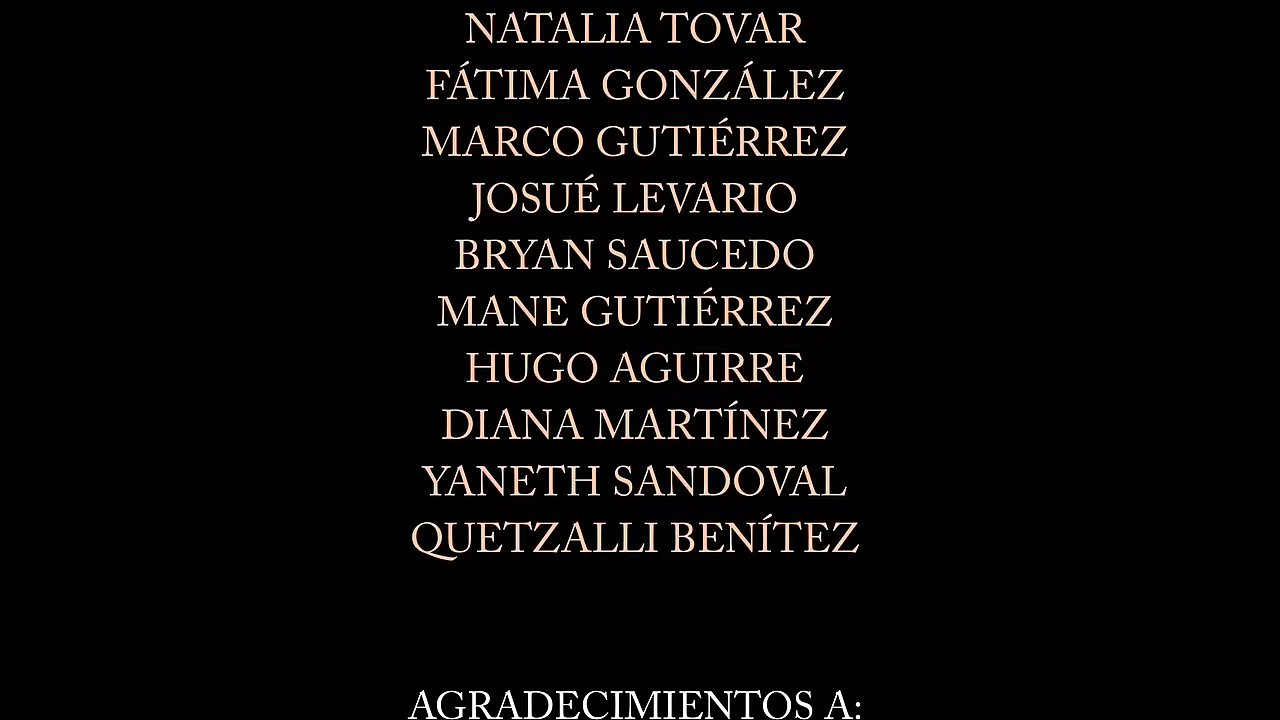 NATALIA TOVAR
FÁTIMA GONZÁLEZ
MARCO GUTIÉRREZ
JOSUÉ LEVARIO
BRYAN SAUCEDO
MANE GUTIÉRREZ
HUGO AGUIRRE
DIANA MARTÍNEZ
YANETH SANDOVAL
QUETZALLI BENÍTEZ
AGRADECIMIENTOS A: